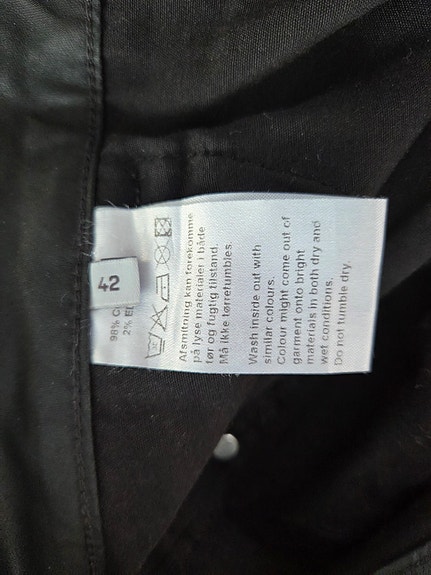 42
98%
2%
Afsmitning kan forekomme
på lyse materialer i både
tør og fugtig tilstand.
Må ikke tørretumbles.
Wash inside out with
similar colours.
Colour might come out of
garment onto bright
materials in both dry and
wet conditions.
Do not tumble dry.